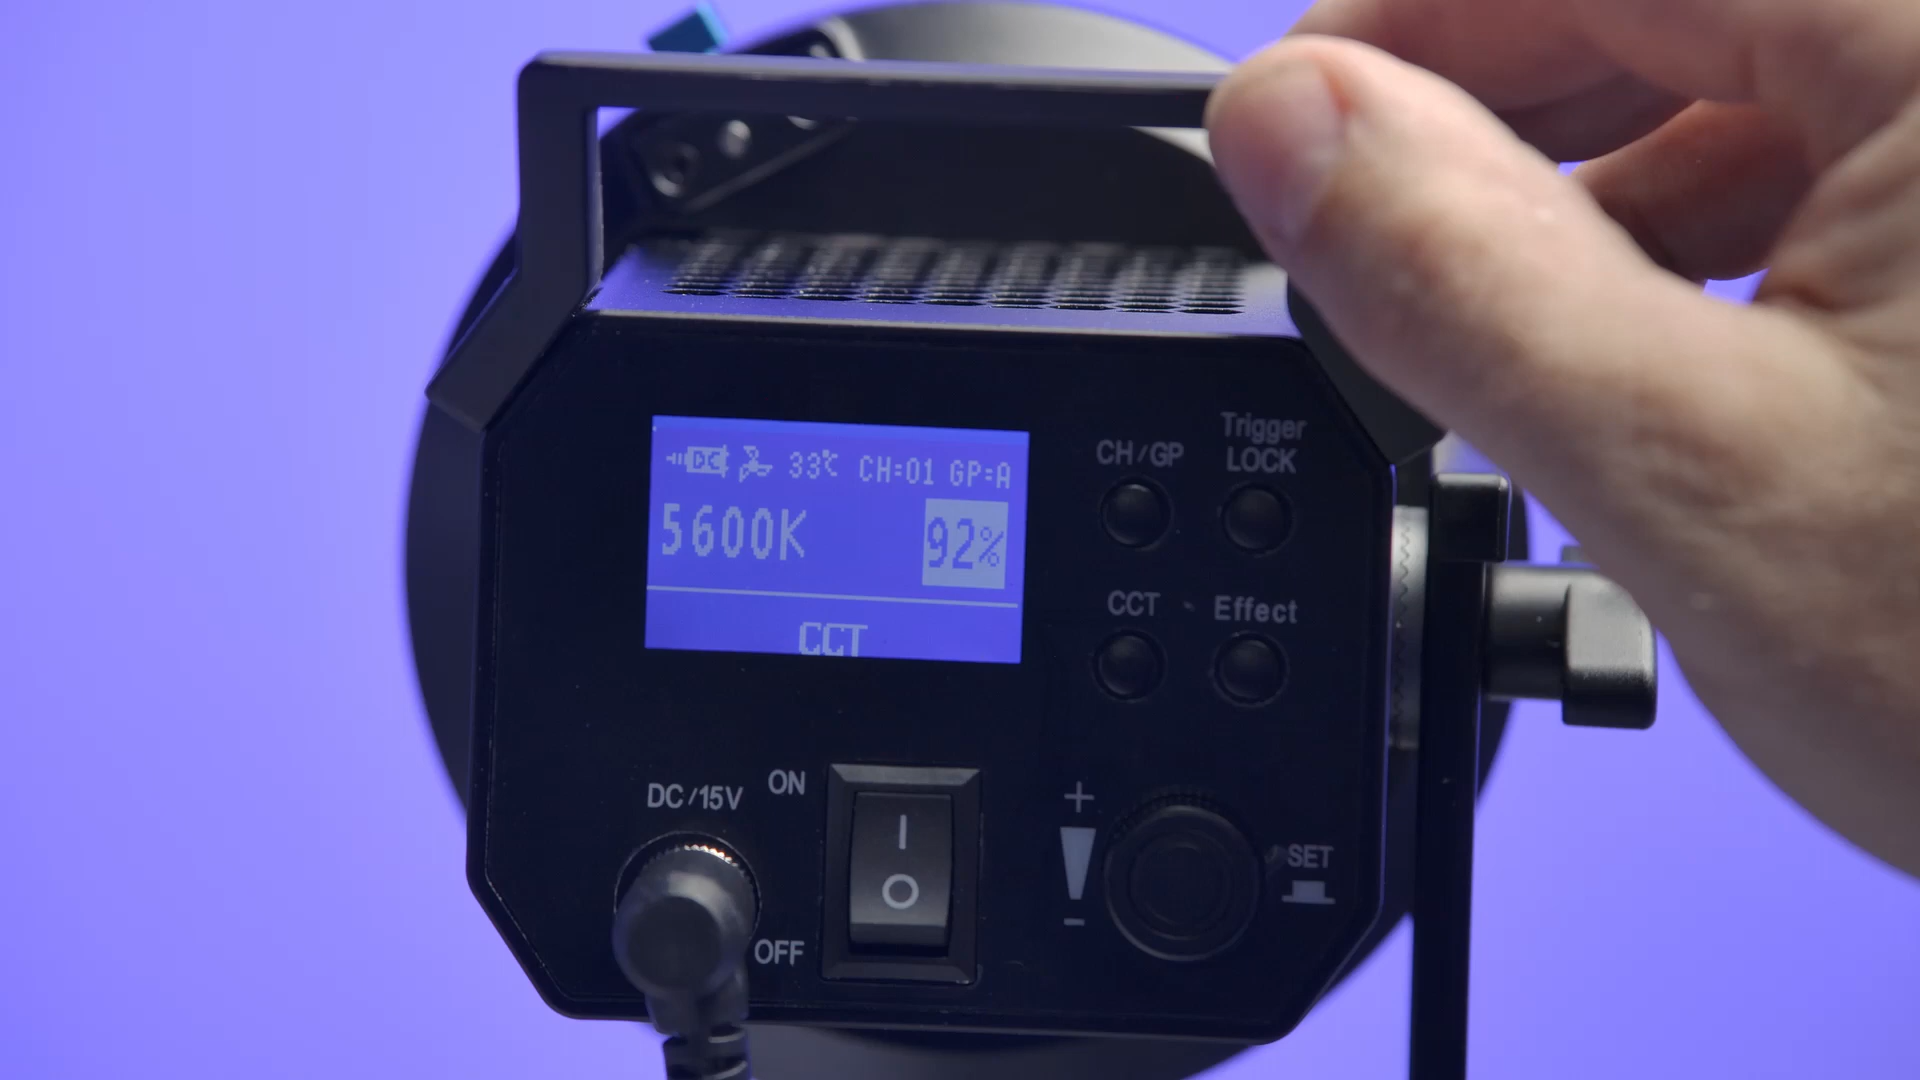 DC 33℃ CH:01 GP:A
5600K 92%
CCT
CH/GP
Trigger
LOCK
CCT
Effect
DC/15V
ON
I
O
OFF
+
-
SET